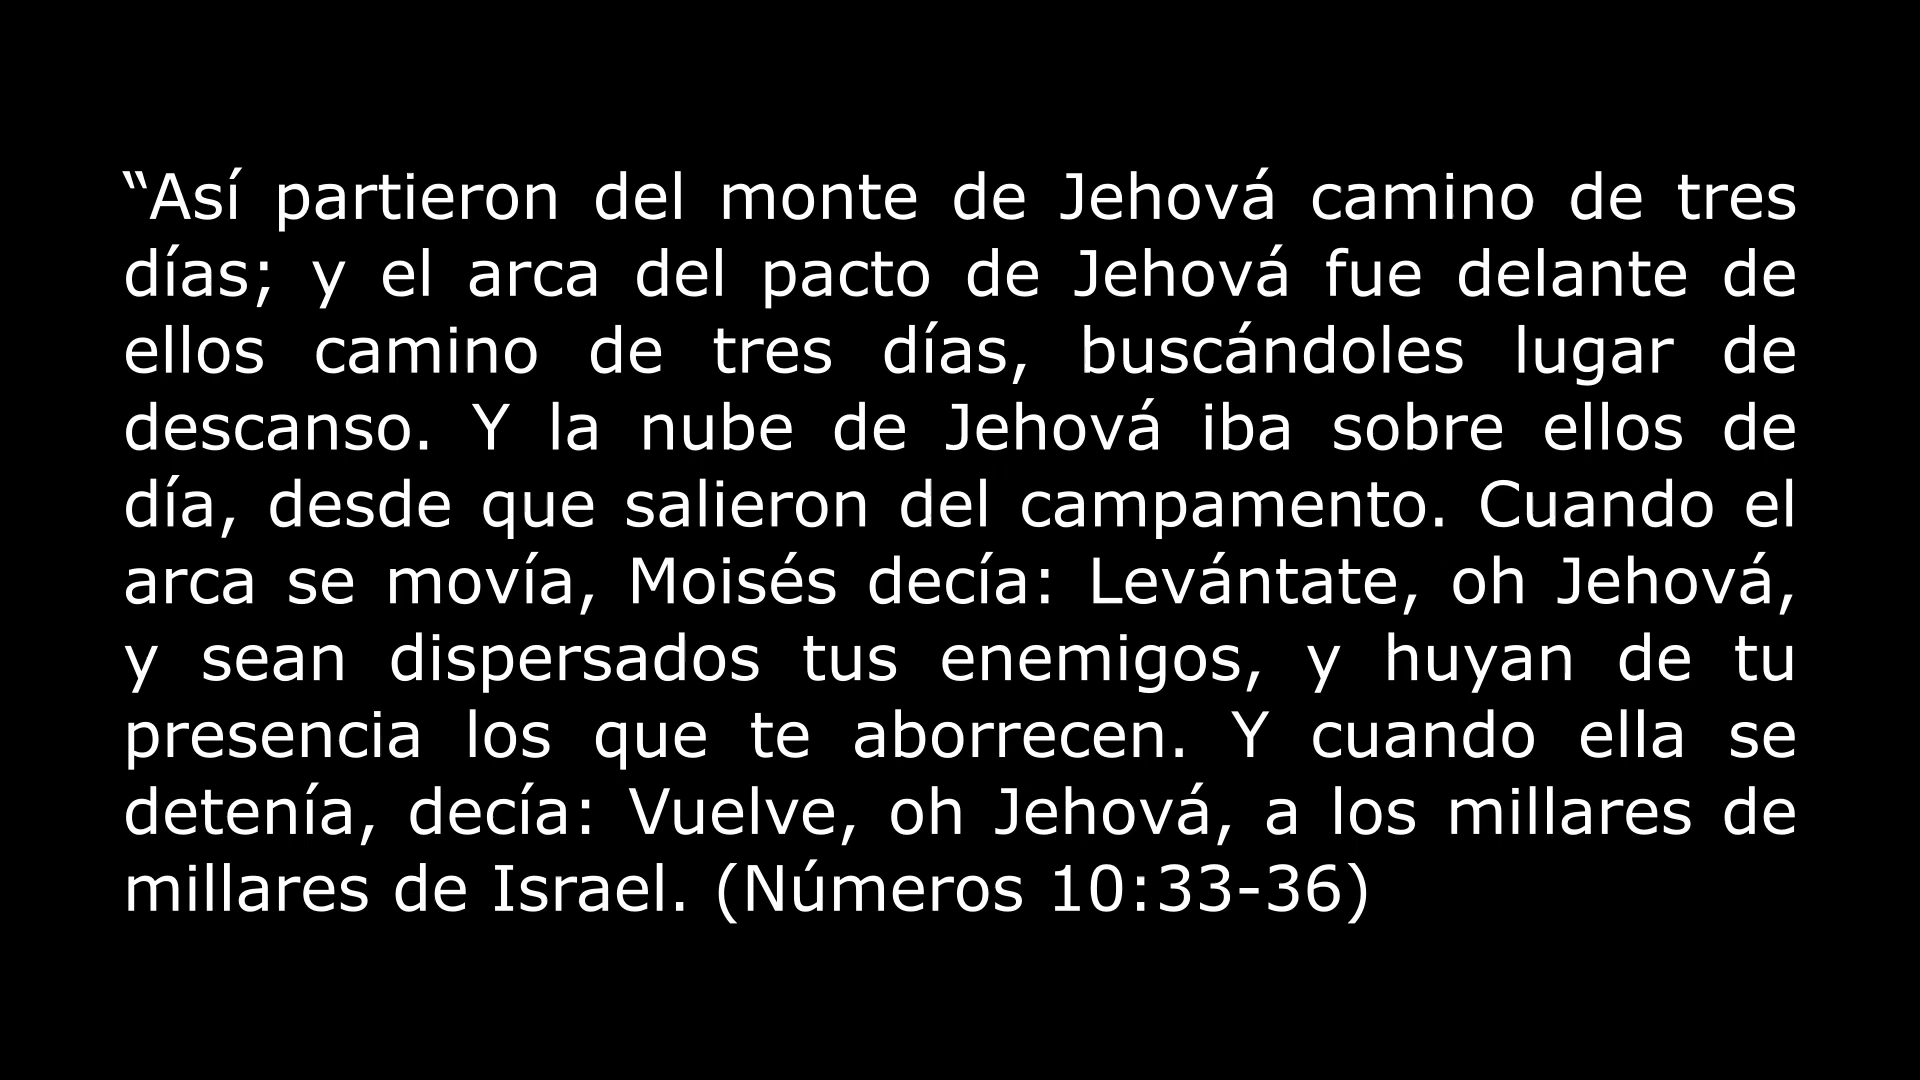 “Así partieron del monte de Jehová camino de tres
días; y el arca del pacto de Jehová fue delante de
ellos camino de tres días, buscándoles lugar de
descanso. Y la nube de Jehová iba sobre ellos de
día, desde que salieron del campamento. Cuando el
arca se movía, Moisés decía: Levántate, oh Jehová,
y sean dispersados tus enemigos, y huyan de tu
presencia los que te aborrecen. Y cuando ella se
detenía, decía: Vuelve, oh Jehová, a los millares de
millares de Israel. (Números 10:33-36)